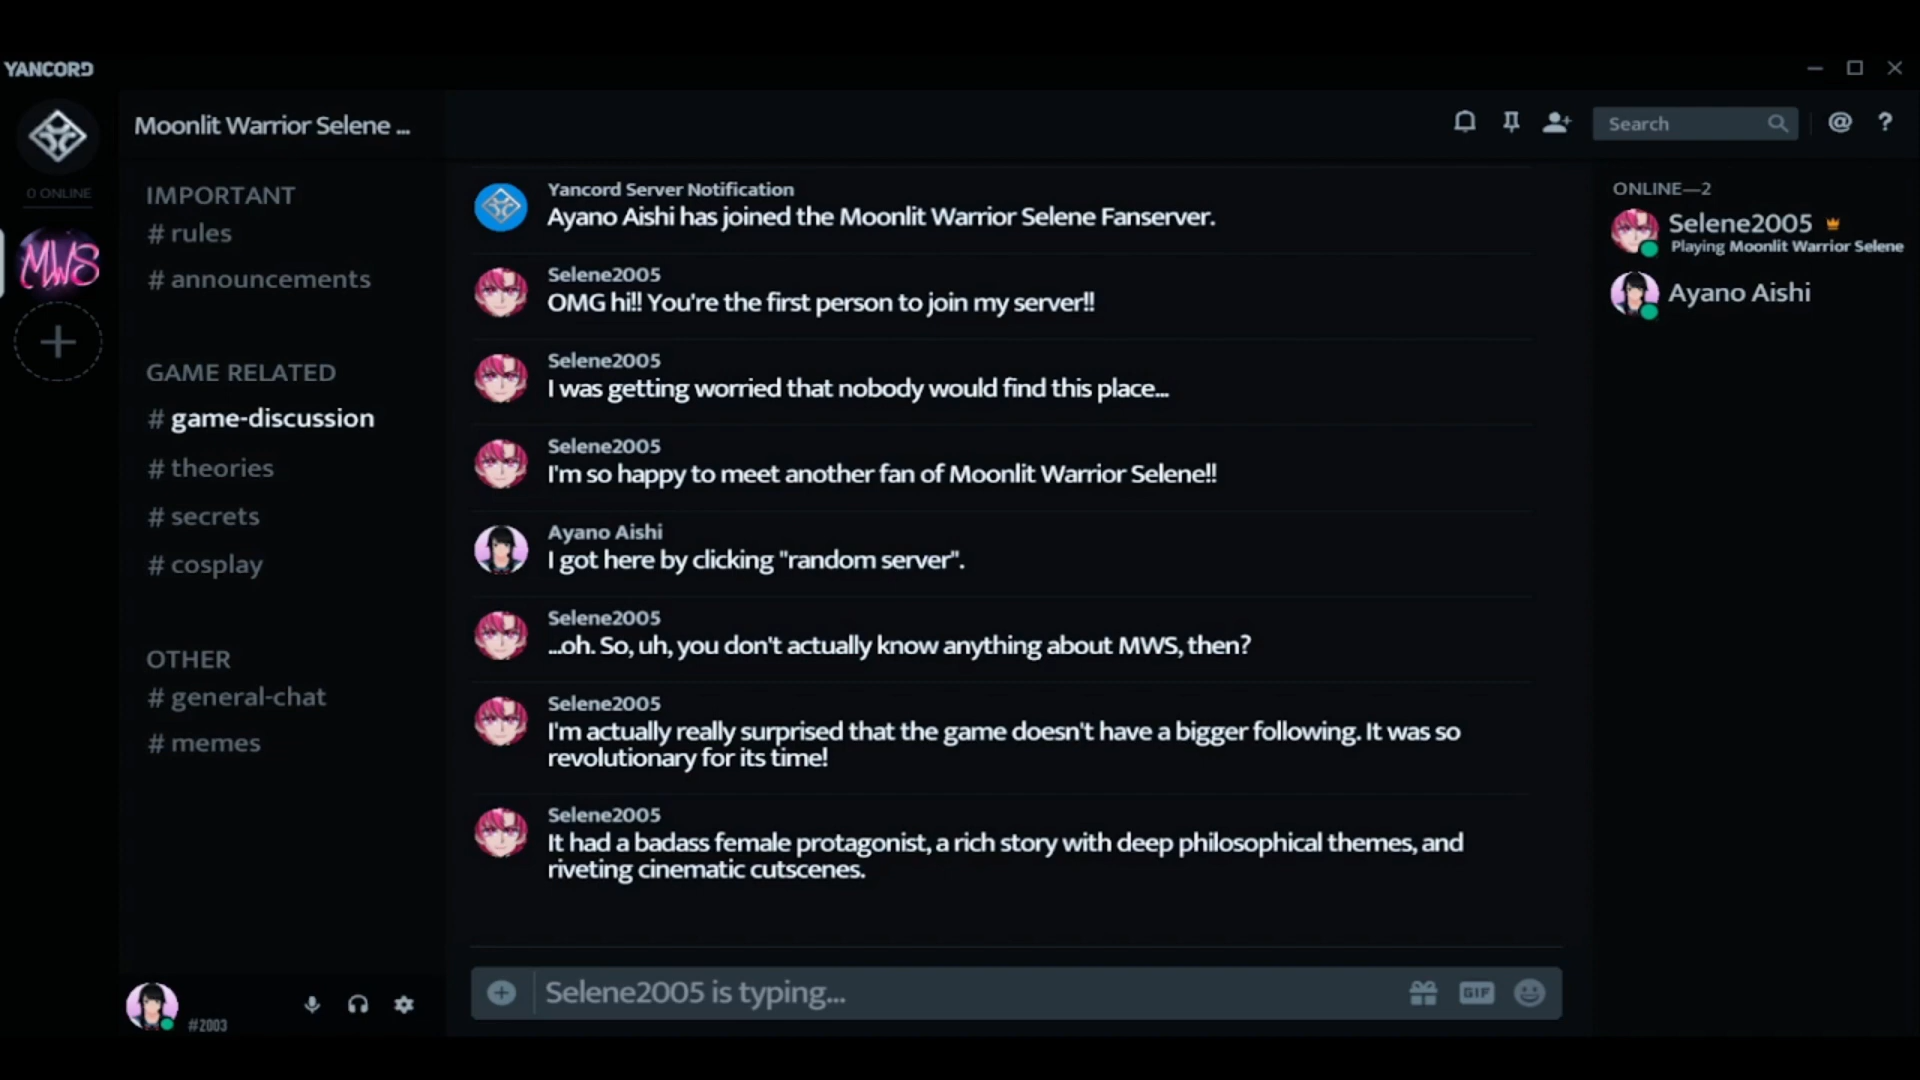 YANCORD
Moonlit Warrior Selene ...
Search
@
?
0 ONLINE
MWS
IMPORTANT
# rules
# announcements
GAME RELATED
# game-discussion
# theories
# secrets
# cosplay
OTHER
# general-chat
# memes
#2003
Yancord Server Notification
Ayano Aishi has joined the Moonlit Warrior Selene Fanserver.
Selene2005
OMG hi!! You're the first person to join my server!!
Selene2005
I was getting worried that nobody would find this place...
Selene2005
I'm so happy to meet another fan of Moonlit Warrior Selene!!
Ayano Aishi
I got here by clicking "random server".
Selene2005
...oh. So, uh, you don't actually know anything about MWS, then?
Selene2005
I'm actually really surprised that the game doesn't have a bigger following. It was so
revolutionary for its time!
Selene2005
It had a badass female protagonist, a rich story with deep philosophical themes, and
riveting cinematic cutscenes.
Selene2005 is typing...
GIF
ONLINE—2
Selene2005
Playing Moonlit Warrior Selene
Ayano Aishi